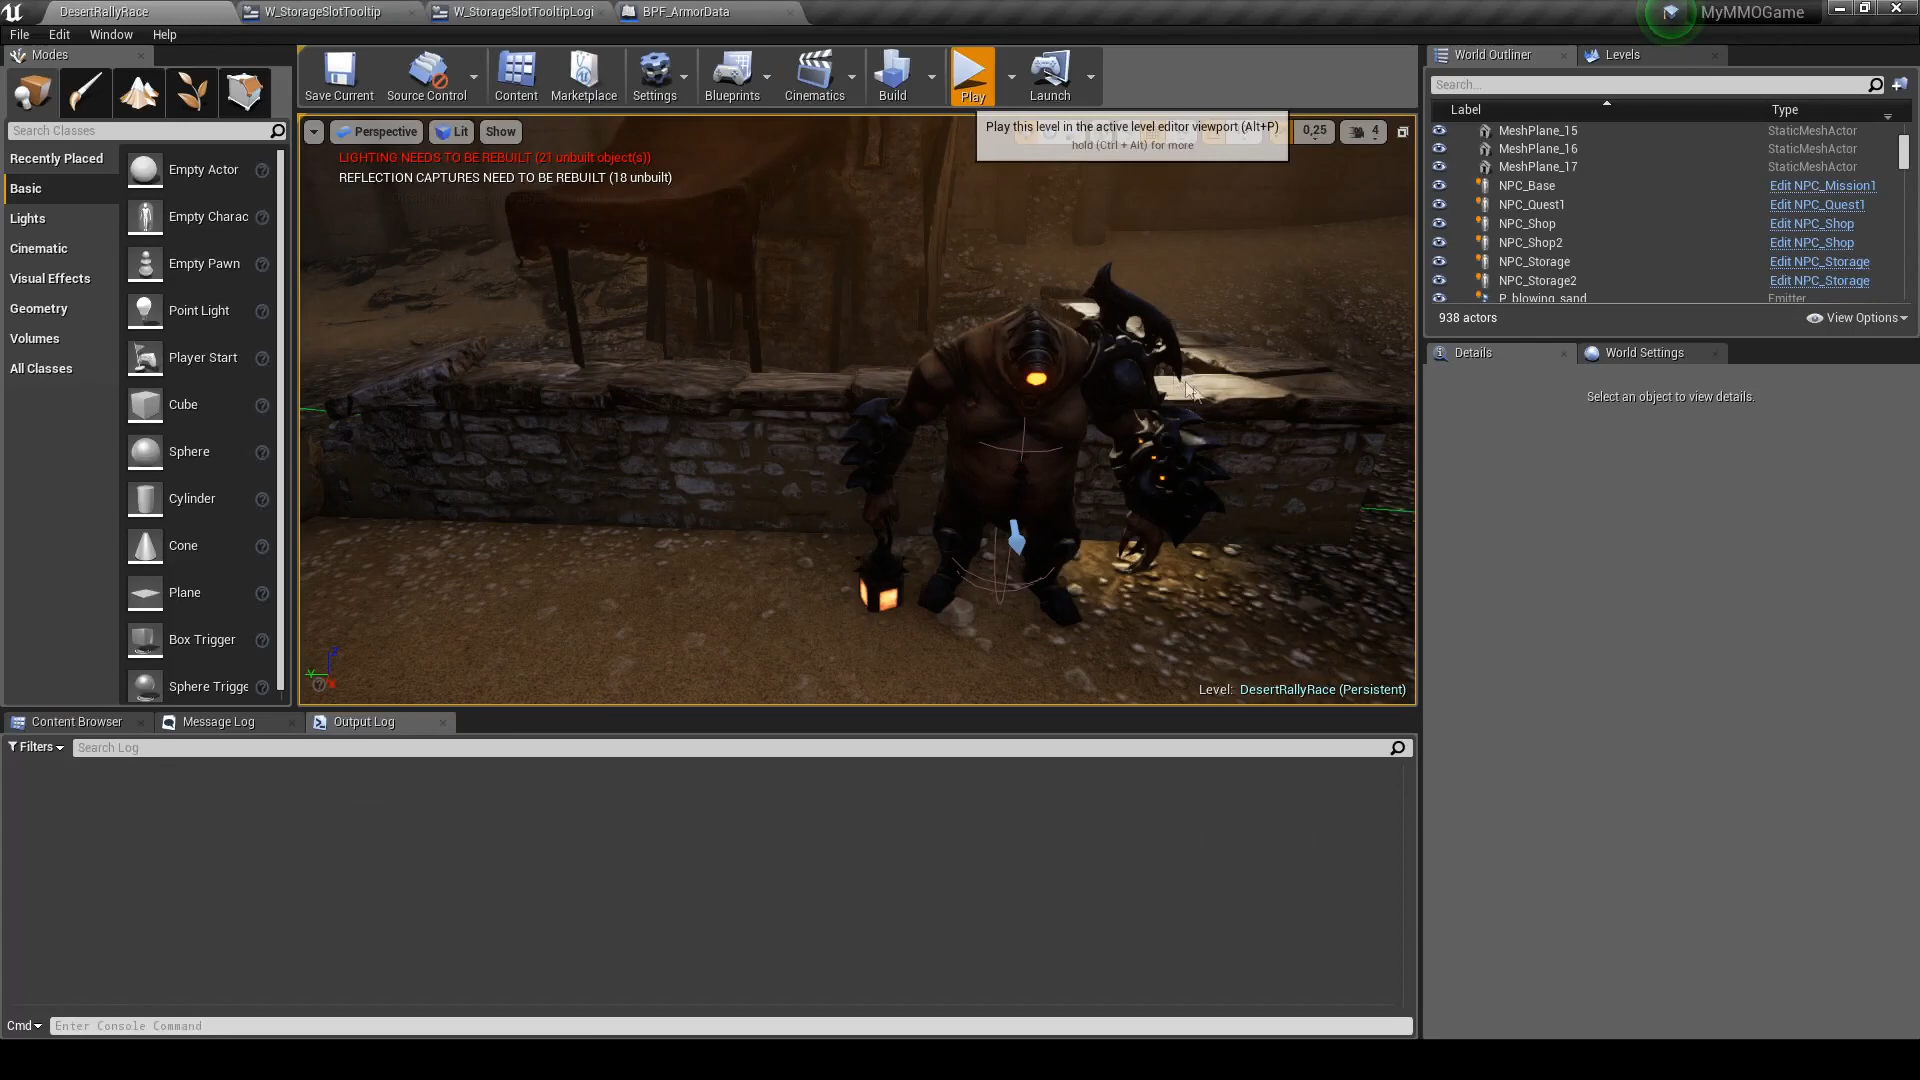 DesertRallyRace
W_StorageSlotTooltip
W_StorageSlotTooltipLogi
BPF_ArmorData
MyMMOGame
File
Edit
Window
Help
Modes
Search Classes
Recently Placed
Basic
Lights
Cinematic
Visual Effects
Geometry
Volumes
All Classes
Empty Actor
Empty Charac
Empty Pawn
Point Light
Player Start
Cube
Sphere
Cylinder
Cone
Plane
Box Trigger
Sphere Trigge
Save Current
Source Control
Content
Marketplace
Settings
Blueprints
Cinematics
Build
Play
Launch
Play this level in the active level editor viewport (Alt+P)
hold (Ctrl + Alt) for more
Perspective
Lit
Show
0,25
4
LIGHTING NEEDS TO BE REBUILT (21 unbuilt object(s))
REFLECTION CAPTURES NEED TO BE REBUILT (18 unbuilt)
Level: DesertRallyRace (Persistent)
World Outliner
Levels
Search...
Label
Type
MeshPlane_15 StaticMeshActor
MeshPlane_16 StaticMeshActor
MeshPlane_17 StaticMeshActor
NPC_Base Edit NPC_Mission1
NPC_Quest1 Edit NPC_Quest1
NPC_Shop Edit NPC_Shop
NPC_Shop2 Edit NPC_Shop
NPC_Storage Edit NPC_Storage
NPC_Storage2 Edit NPC_Storage
P_blowing_sand Emitter
938 actors
View Options
Details
World Settings
Select an object to view details.
Content Browser
Message Log
Output Log
Filters
Search Log
Cmd
Enter Console Command